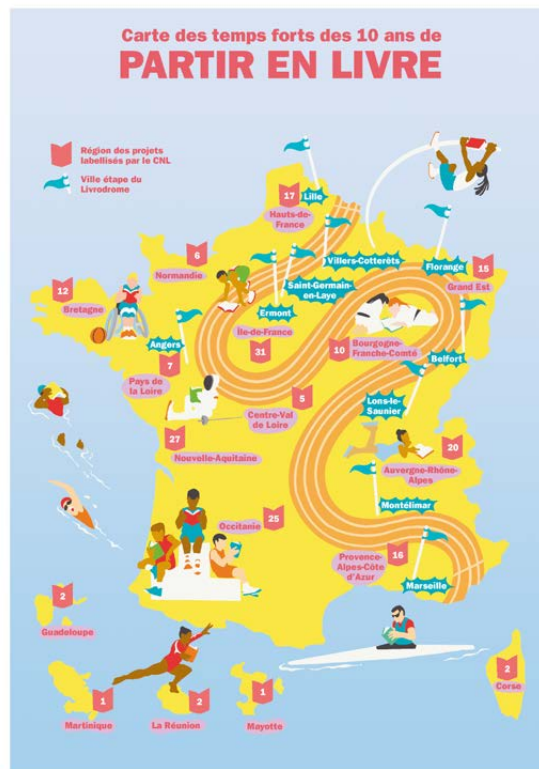 Carte des temps forts des 10 ans de
PARTIR EN LIVRE
Région des projets
labellisés par le CNL
Ville étape du
Livrodrome
17
Lille
Hauts-de-
France
6
Normandie
Villers-Cotterêts
Florange
15
Grand Est
Saint-Germain-
en-Laye
12
Bretagne
Ermont
Île-de-France
31
Angers
10
Bourgogne-
Franche-Comté
Belfort
7
Pays de
la Loire
5
Centre-Val
de Loire
Lons-le-
Saunier
27
Nouvelle-Aquitaine
20
Auvergne-Rhône-
Alpes
Montélimar
25
Occitanie
16
Provence-
Alpes-Côte
d'Azur
Marseille
2
Guadeloupe
1
Martinique
2
La Réunion
1
Mayotte
2
Corse